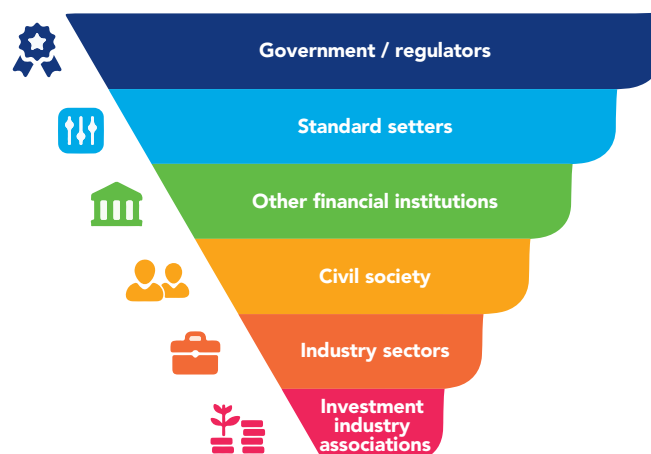 Government / regulators
Standard setters
Other financial institutions
Civil society
Industry sectors
Investment
industry
associations